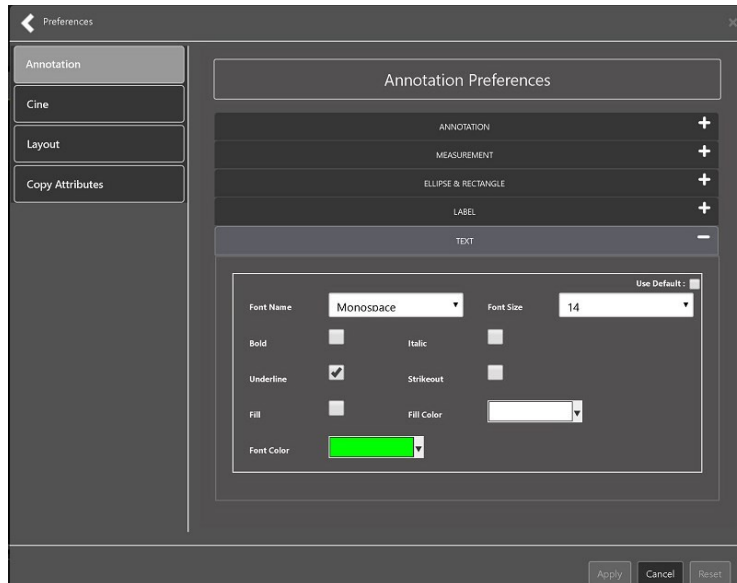 Preferences
Annotation
Cine
Layout
Copy Attributes
Annotation Preferences
ANNOTATION
MEASUREMENT
ELLIPSE & RECTANGLE
LABEL
TEXT
Use Default :
Font Name Monospace Font Size 14
Bold Italic
Underline Strikeout
Fill Fill Color
Font Color
Apply Cancel Reset